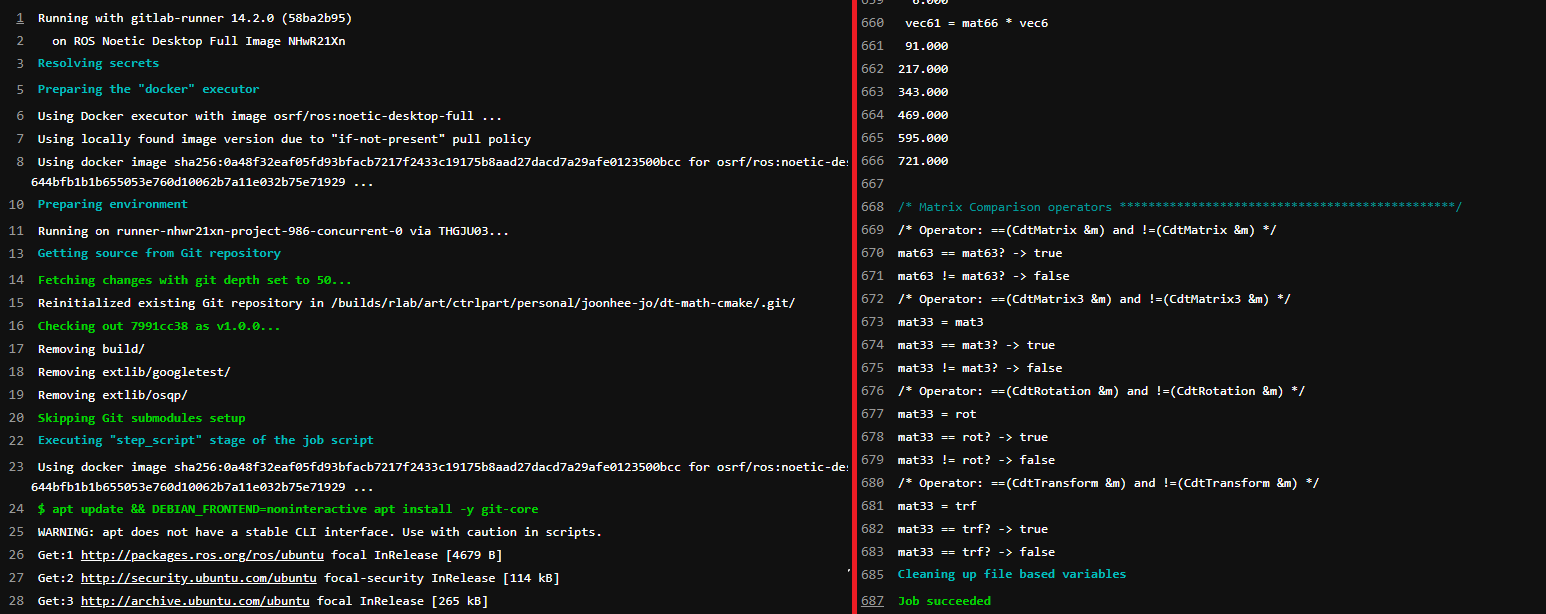 1 Running with gitlab-runner 14.2.0 (58ba2b95)
2 on ROS Noetic Desktop Full Image NHwR21Xn
3 Resolving secrets
5 Preparing the "docker" executor
6 Using Docker executor with image osrf/ros:noetic-desktop-full ...
7 Using locally found image version due to "if-not-present" pull policy
8 Using docker image sha256:0a48f32eaf05fd93bfacb7217f2433c19175b8aad27dacd7a29afe0123500bcc for osrf/ros:noetic-de
644bfb1b1b655053e760d10062b7a11e032b75e71929 ...
10 Preparing environment
11 Running on runner-nhwr21xn-project-986-concurrent-0 via THGJU03...
13 Getting source from Git repository
14 Fetching changes with git depth set to 50...
15 Reinitialized existing Git repository in /builds/rlab/art/ctrlpart/personal/joonhee-jo/dt-math-cmake/.git/
16 Checking out 7991cc38 as v1.0.0...
17 Removing build/
18 Removing extlib/googletest/
19 Removing extlib/osqp/
20 Skipping Git submodules setup
22 Executing "step_script" stage of the job script
23 Using docker image sha256:0a48f32eaf05fd93bfacb7217f2433c19175b8aad27dacd7a29afe0123500bcc for osrf/ros:noetic-de
644bfb1b1b655053e760d10062b7a11e032b75e71929 ...
24 $ apt update && DEBIAN_FRONTEND=noninteractive apt install -y git-core
25 WARNING: apt does not have a stable CLI interface. Use with caution in scripts.
26 Get:1 http://packages.ros.org/ros/ubuntu focal InRelease [4679 B]
27 Get:2 http://security.ubuntu.com/ubuntu focal-security InRelease [114 kB]
28 Get:3 http://archive.ubuntu.com/ubuntu focal InRelease [265 kB]
659 6.000
660 vec61 = mat66 * vec6
661 91.000
662 217.000
663 343.000
664 469.000
665 595.000
666 721.000
667
668 /* Matrix Comparison operators ***********************************************/
669 /* Operator: ==(CdtMatrix &m) and !=(CdtMatrix &m) */
670 mat63 == mat63? -> true
671 mat63 != mat63? -> false
672 /* Operator: ==(CdtMatrix3 &m) and !=(CdtMatrix3 &m) */
673 mat33 = mat3
674 mat33 == mat3? -> true
675 mat33 != mat3? -> false
676 /* Operator: ==(CdtRotation &m) and !=(CdtRotation &m) */
677 mat33 = rot
678 mat33 == rot? -> true
679 mat33 != rot? -> false
680 /* Operator: ==(CdtTransform &m) and !=(CdtTransform &m) */
681 mat33 = trf
682 mat33 == trf? -> true
683 mat33 == trf? -> false
685 Cleaning up file based variables
687 Job succeeded